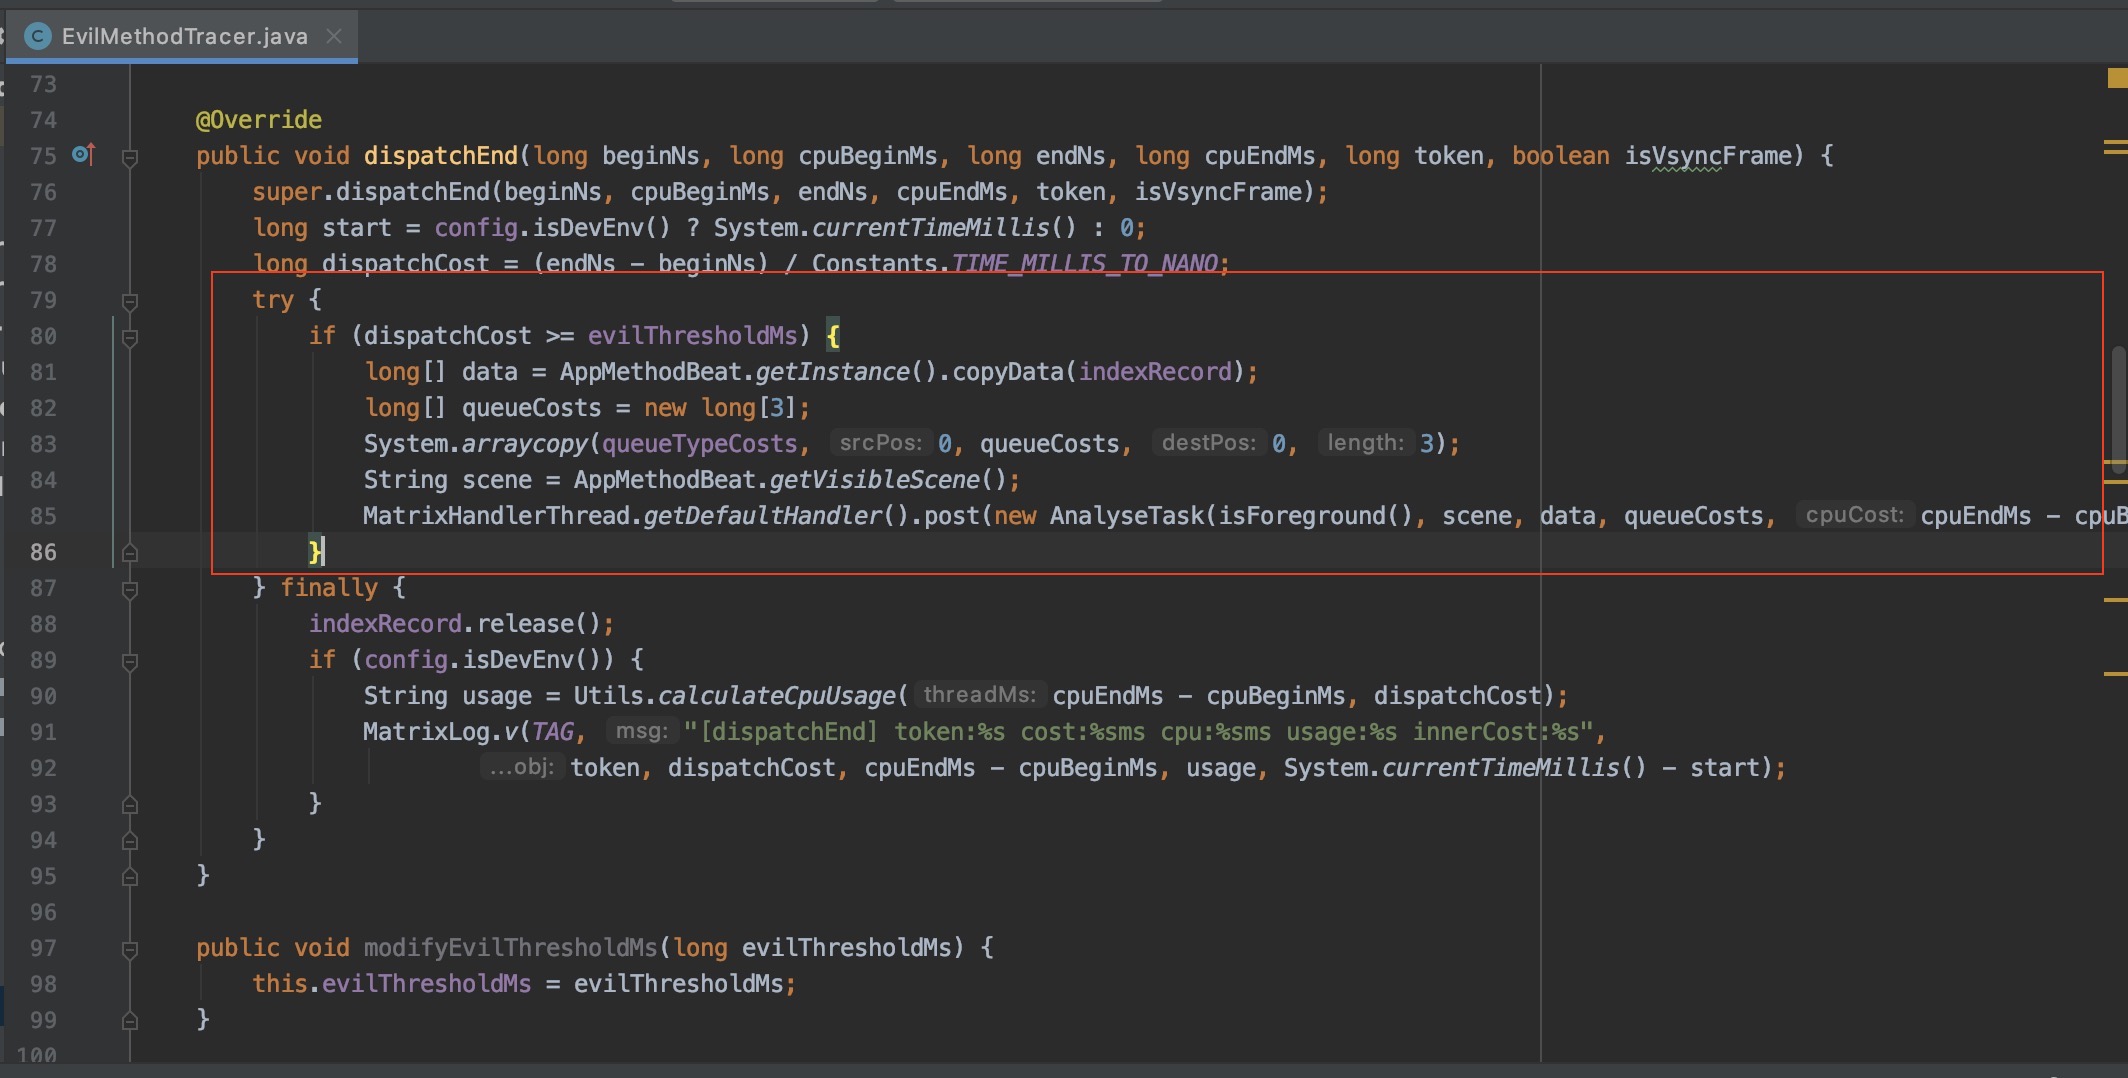 EvilMethodTracer.java
73
74 @Override
75 public void dispatchEnd(long beginNs, long cpuBeginMs, long endNs, long cpuEndMs, long token, boolean isVsyncFrame) {
76 super.dispatchEnd(beginNs, cpuBeginMs, endNs, cpuEndMs, token, isVsyncFrame);
77 long start = config.isDevEnv() ? System.currentTimeMillis() : 0;
78 long dispatchCost = (endNs - beginNs) / Constants.TIME_MILLIS_TO_NANO;
79 try {
80 if (dispatchCost >= evilThresholdMs) {
81 long[] data = AppMethodBeat.getInstance().copyData(indexRecord);
82 long[] queueCosts = new long[3];
83 System.arraycopy(queueTypeCosts, srcPos: 0, queueCosts, destPos: 0, length: 3);
84 String scene = AppMethodBeat.getVisibleScene();
85 MatrixHandlerThread.getDefaultHandler().post(new AnalyseTask(isForeground(), scene, data, queueCosts, cpuCost: cpuEndMs - cpuB
86 }
87 } finally {
88 indexRecord.release();
89 if (config.isDevEnv()) {
90 String usage = Utils.calculateCpuUsage( threadMs: cpuEndMs - cpuBeginMs, dispatchCost);
91 MatrixLog.v(TAG, msg: "[dispatchEnd] token:%s cost:%sms cpu:%sms usage:%s innerCost:%s",
92 ...obj: token, dispatchCost, cpuEndMs - cpuBeginMs, usage, System.currentTimeMillis() - start);
93 }
94 }
95 }
96
97 public void modifyEvilThresholdMs(long evilThresholdMs) {
98 this.evilThresholdMs = evilThresholdMs;
99 }
100